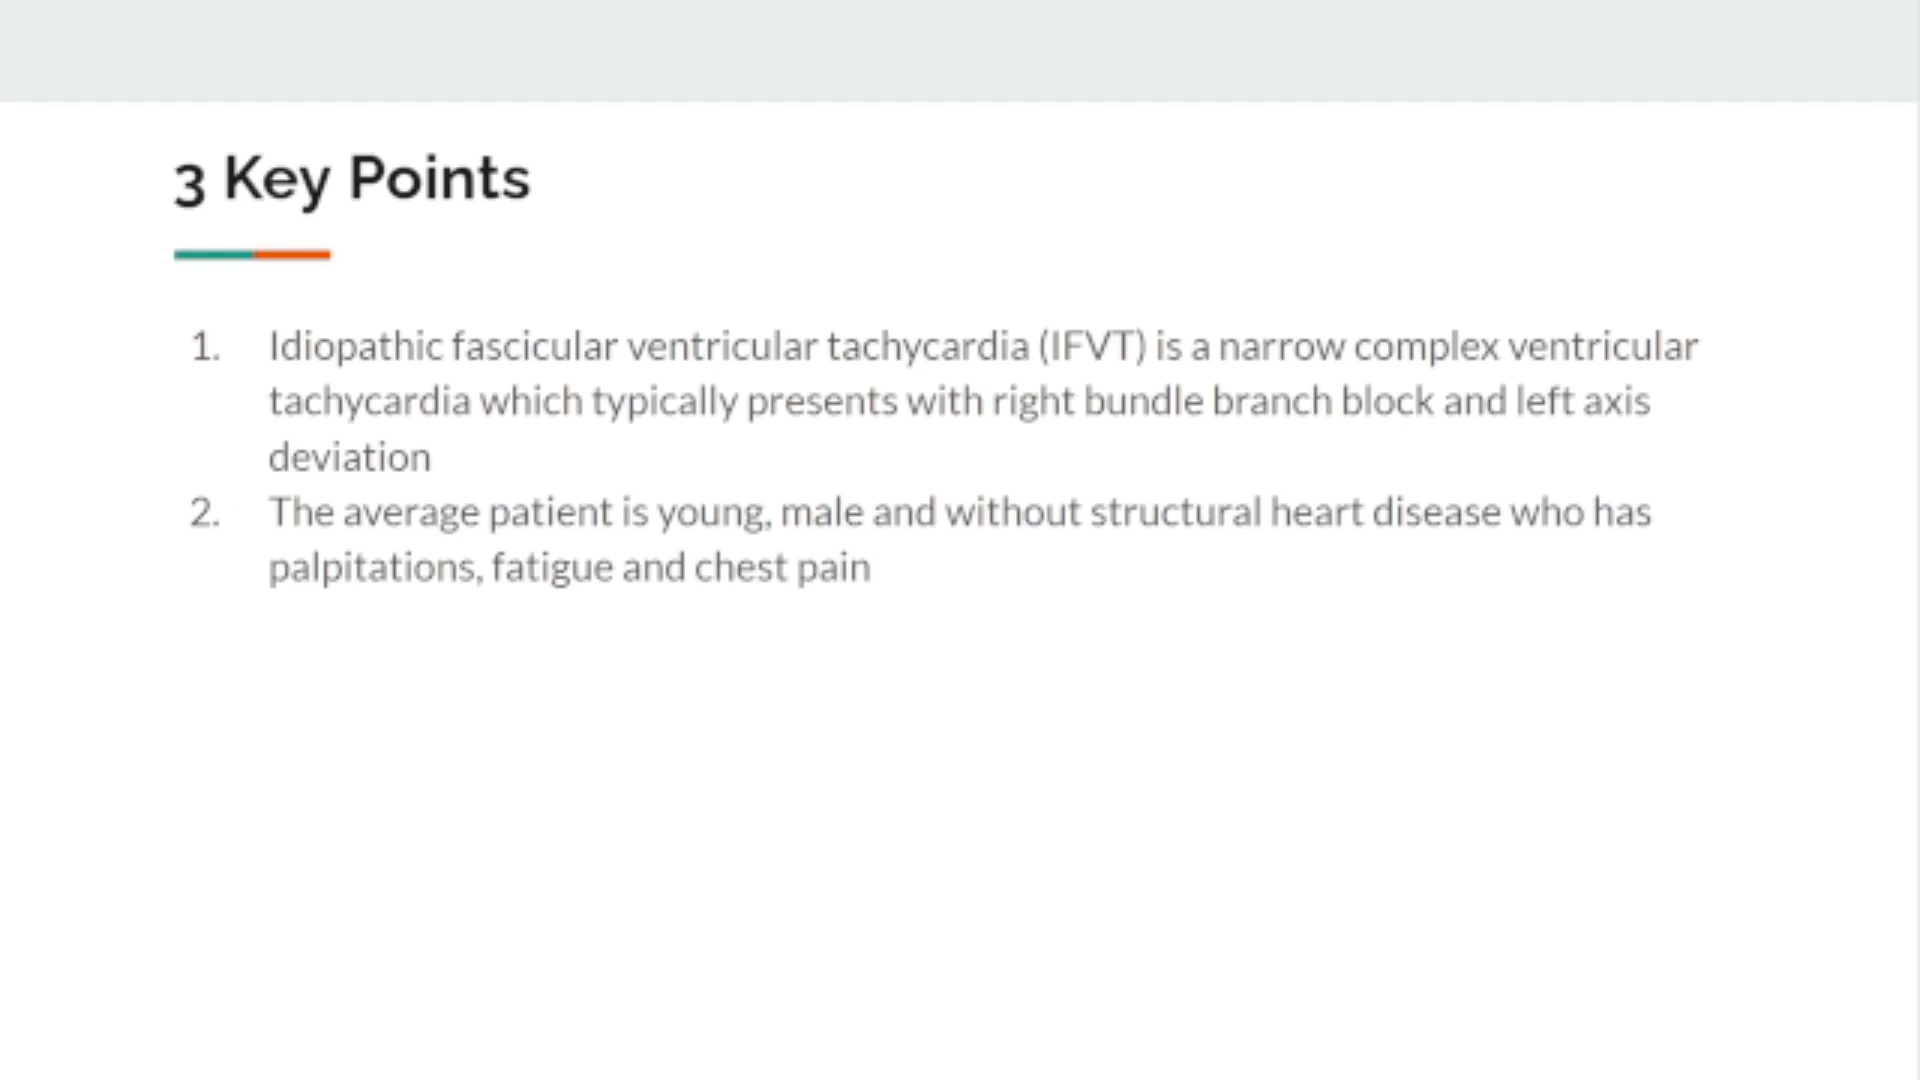 3 Key Points
1. Idiopathic fascicular ventricular tachycardia (IFVT) is a narrow complex ventricular
tachycardia which typically presents with right bundle branch block and left axis
deviation
2. The average patient is young, male and without structural heart disease who has
palpitations, fatigue and chest pain